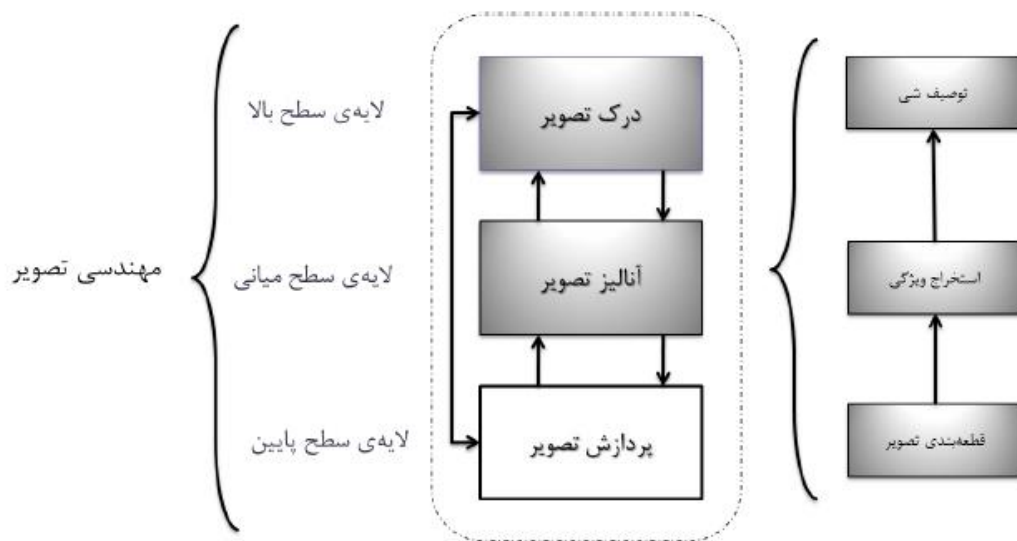 توصیف شی
درک تصویر
لایه‌ی سطح بالا
استخراج ویژگی
آنالیز تصویر
لایه‌ی سطح میانی
مهندسی تصویر
قطعه‌بندی تصویر
پردازش تصویر
لایه‌ی سطح پایین